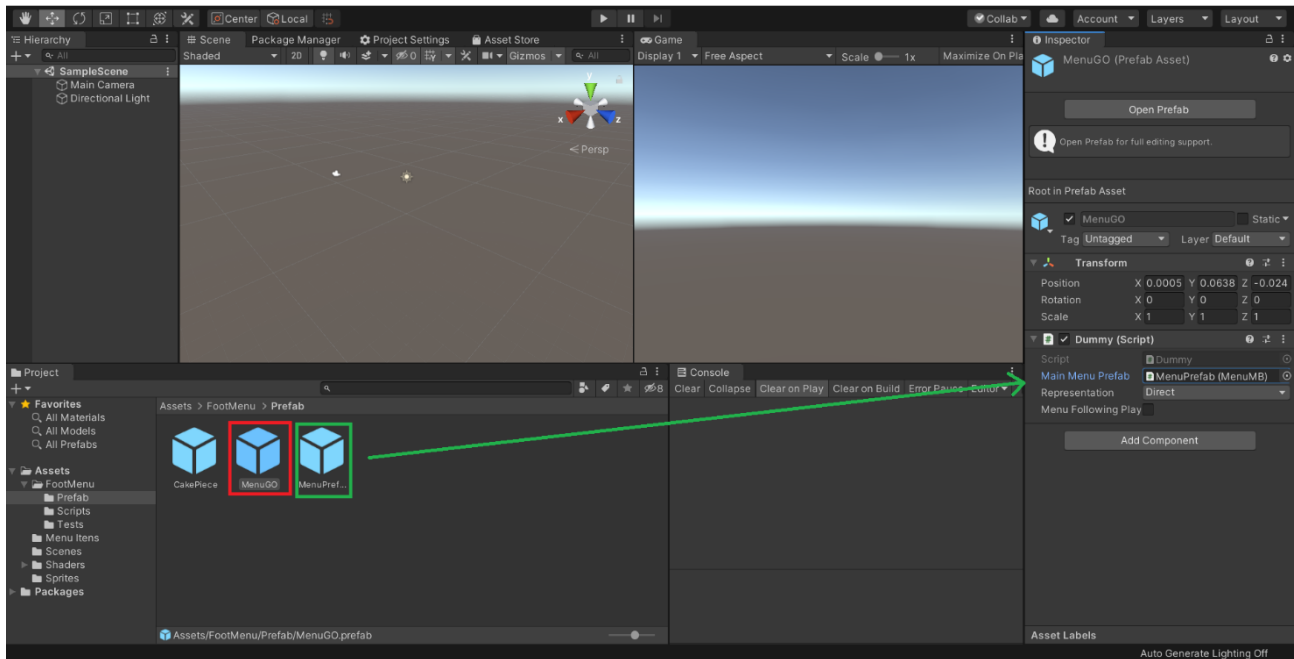 Center Local
Collab Account Layers Layout
Hierarchy
All
SampleScene
Main Camera
Directional Light
Scene Package Manager Project Settings Asset Store
Shaded 2D 0 Gizmos All
y
x z
Persp
Game
Display 1 Free Aspect Scale 1x Maximize On Pla
Inspector
MenuGO (Prefab Asset)
Open Prefab
Open Prefab for full editing support.
Root in Prefab Asset
MenuGO Static
Tag Untagged Layer Default
Transform
Position X 0.0005 Y 0.0638 Z -0.024
Rotation X 0 Y 0 Z 0
Scale X 1 Y 1 Z 1
# Dummy (Script)
Script Dummy
Main Menu Prefab MenuPrefab (MenuMB)
Representation Direct
Menu Following Play
Add Component
Project
8
Favorites
All Materials
All Models
All Prefabs
Assets
FootMenu
Prefab
Scripts
Tests
Menu Itens
Scenes
Shaders
Sprites
Packages
Assets > FootMenu > Prefab
CakePiece MenuGO MenuPref...
Assets/FootMenu/Prefab/MenuGO.prefab
Console
Clear Collapse Clear on Play Clear on Build Error Pause Editor
Asset Labels
Auto Generate Lighting Off